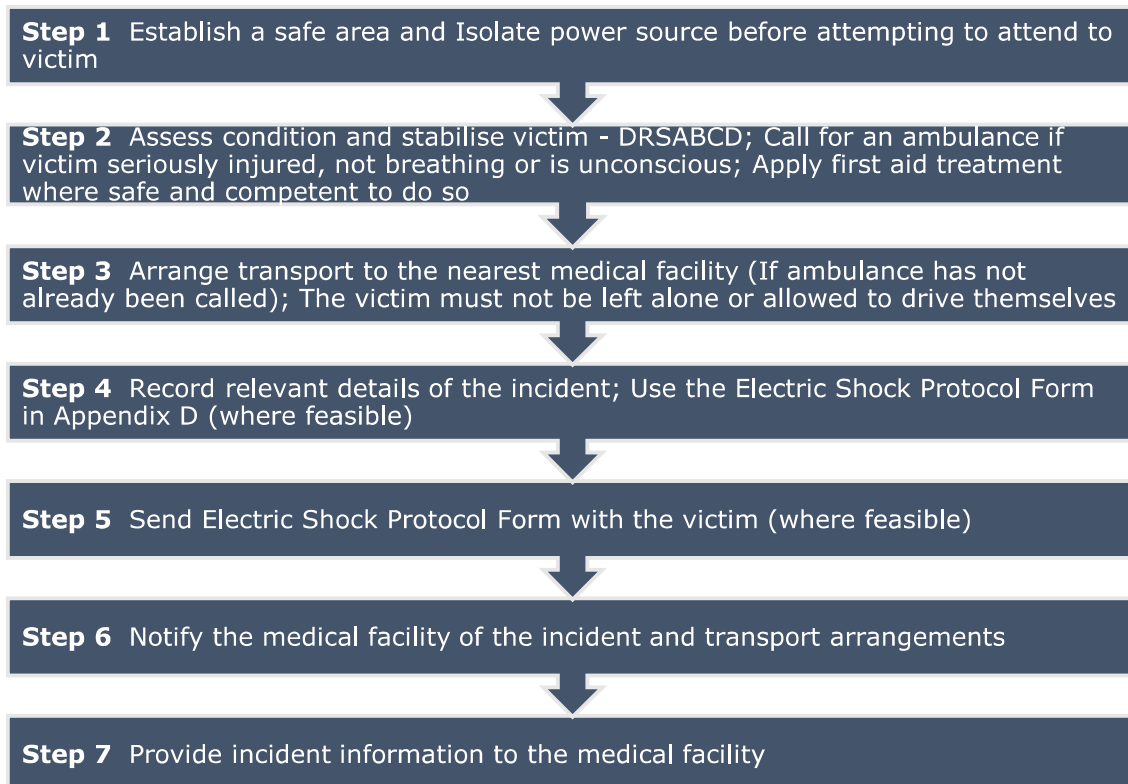 Step 1 Establish a safe area and Isolate power source before attempting to attend to
victim
Step 2 Assess condition and stabilise victim - DRSABCD; Call for an ambulance if
victim seriously injured, not breathing or is unconscious; Apply first aid treatment
where safe and competent to do so
Step 3 Arrange transport to the nearest medical facility (If ambulance has not
already been called); The victim must not be left alone or allowed to drive themselves
Step 4 Record relevant details of the incident; Use the Electric Shock Protocol Form
in Appendix D (where feasible)
Step 5 Send Electric Shock Protocol Form with the victim (where feasible)
Step 6 Notify the medical facility of the incident and transport arrangements
Step 7 Provide incident information to the medical facility